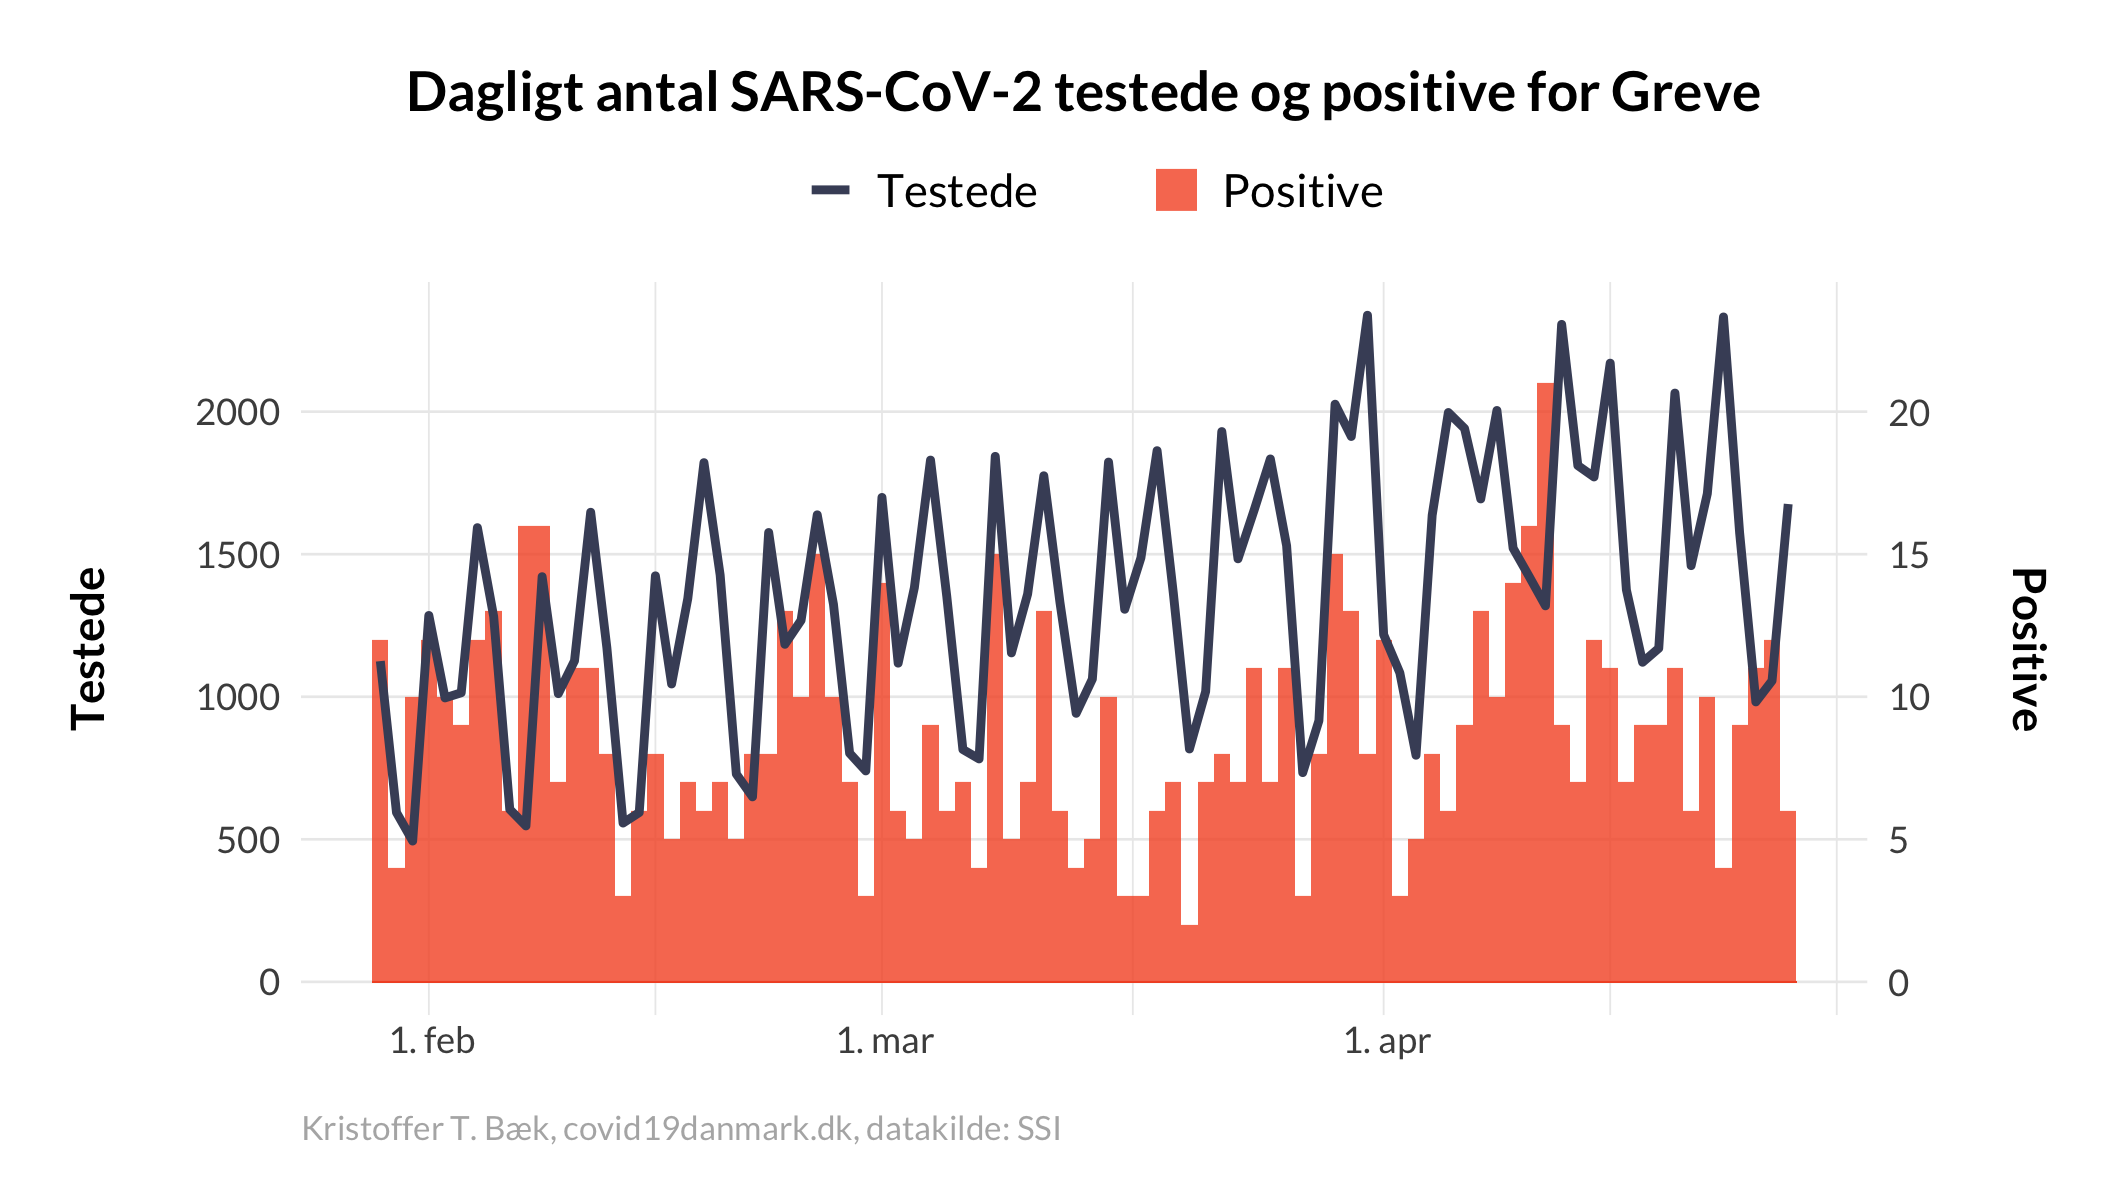 Dagligt antal SARS-CoV-2 testede og positive for Greve
Testede Positive
2000 20
1500 15
1000 10
500 5
0 0
Testede
Positive
1. feb 1. mar 1. apr
Kristoffer T. Bæk, covid19danmark.dk, datakilde: SSI